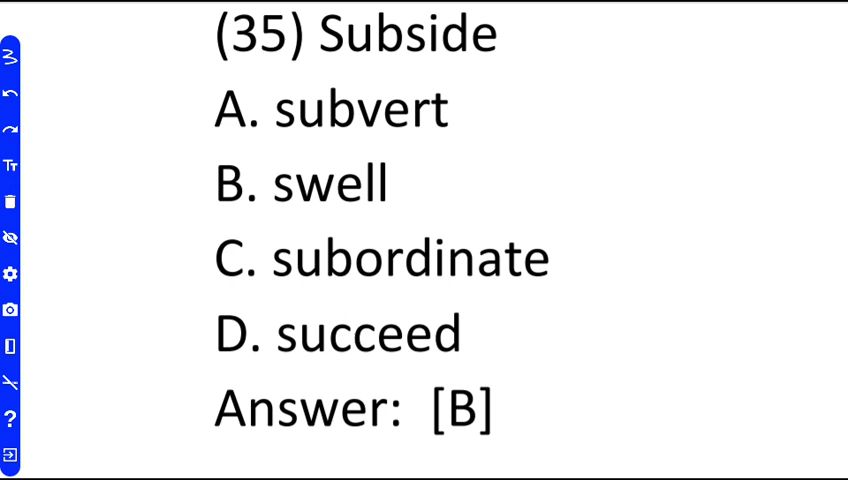 (35) Subside
A. subvert
B. swell
C. subordinate
D. succeed
Answer: [B]